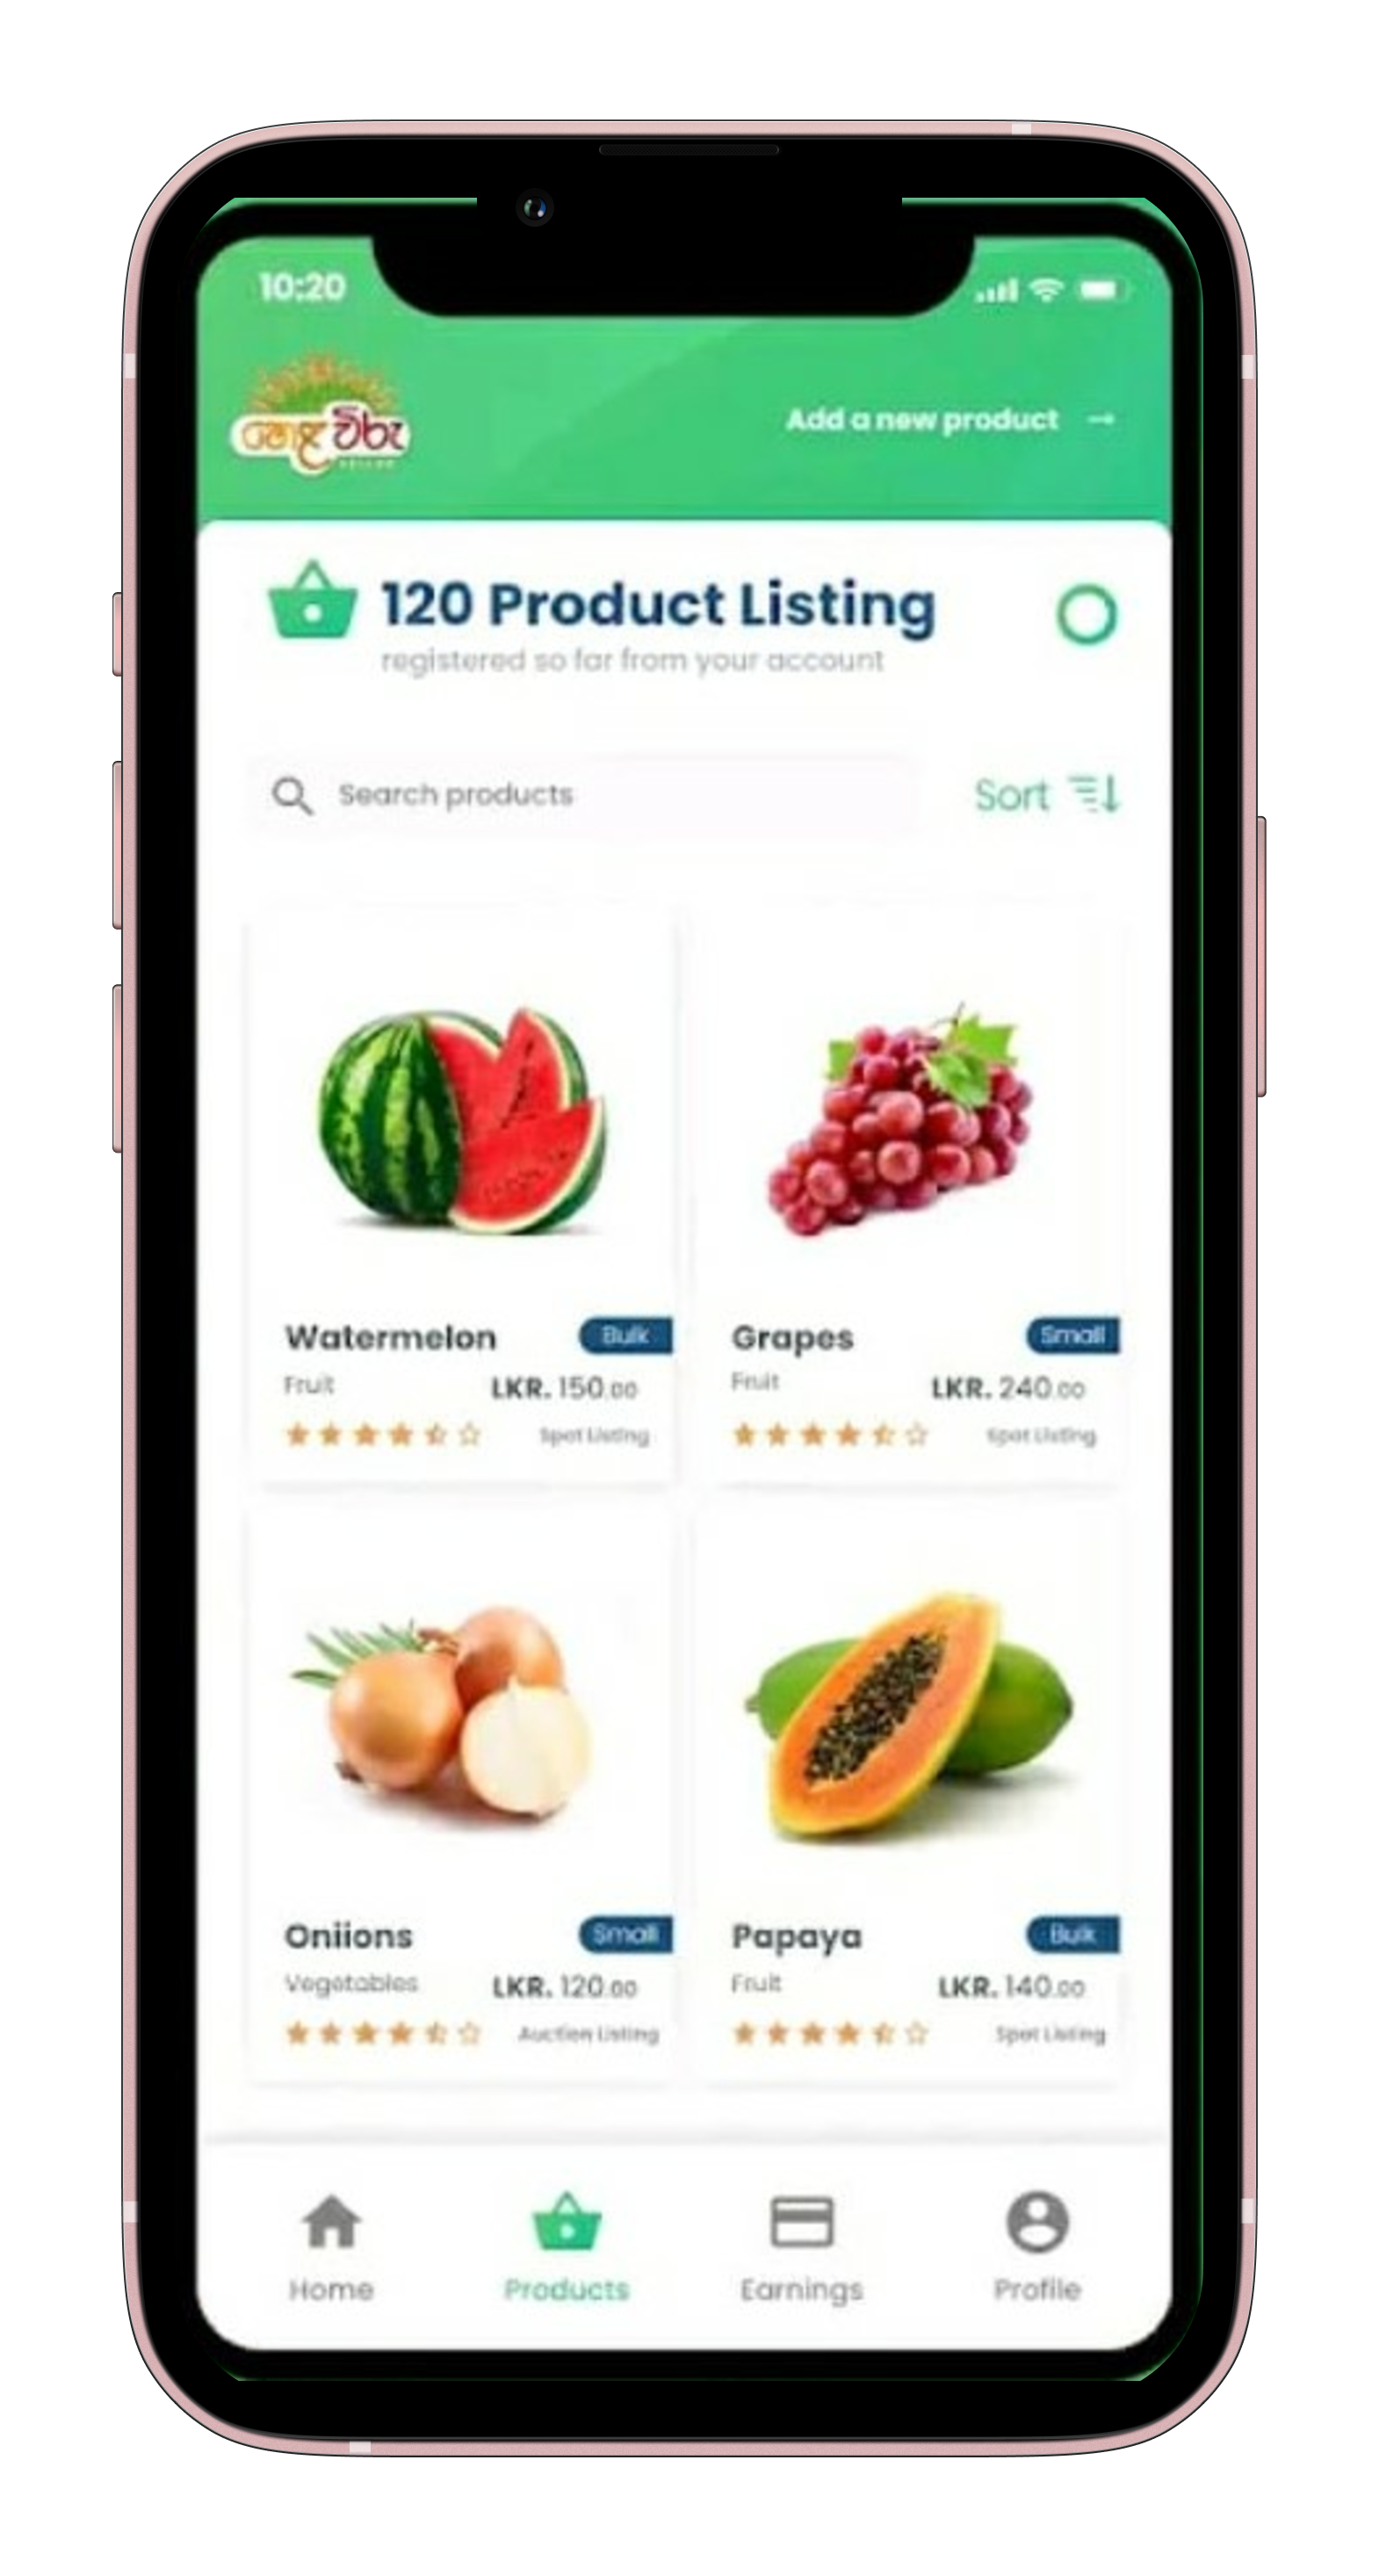 10:20
හෙළ විරු
Add a new product →
120 Product Listing
registered so far from your account
Search products
Sort
Watermelon
Bulk
Fruit
LKR. 150.00
Spot Listing
Grapes
Small
Fruit
LKR. 240.00
Spot Listing
Oniions
Small
Vegetables
LKR. 120.00
Auction Listing
Papaya
Bulk
Fruit
LKR. 140.00
Spot Listing
Home
Products
Earnings
Profile